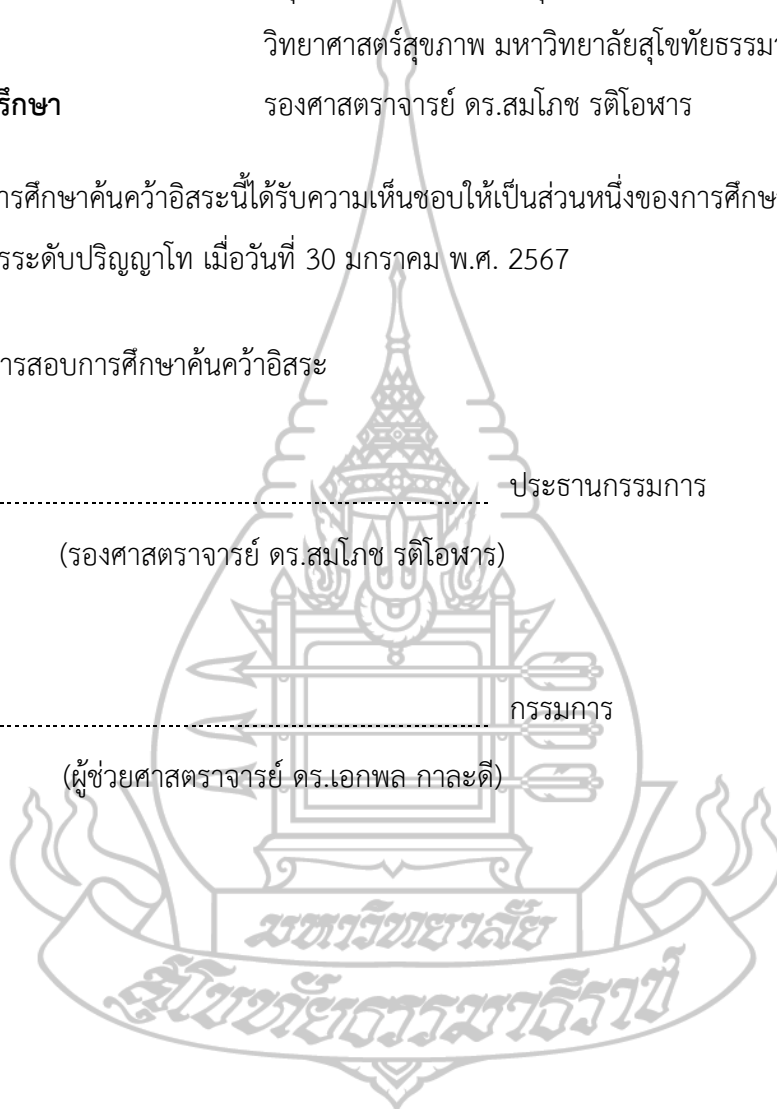 วิทยาศาสตร์สุขภาพ มหาวิทยาลัยสุโขทัยธรรมา
รึกษา รองศาสตราจารย์ ดร.สมโภช รติโอฬาร
การศึกษาค้นคว้าอิสระนี้ได้รับความเห็นชอบให้เป็นส่วนหนึ่งของการศึกษา
รระดับปริญญาโท เมื่อวันที่ 30 มกราคม พ.ศ. 2567
การสอบการศึกษาค้นคว้าอิสระ
ประธานกรรมการ
(รองศาสตราจารย์ ดร.สมโภช รติโอฬาร)
กรรมการ
(ผู้ช่วยศาสตราจารย์ ดร.เอกพล กาละดี)
มหาวิทยาลัย
สุโขทัยธรรมาธิราช